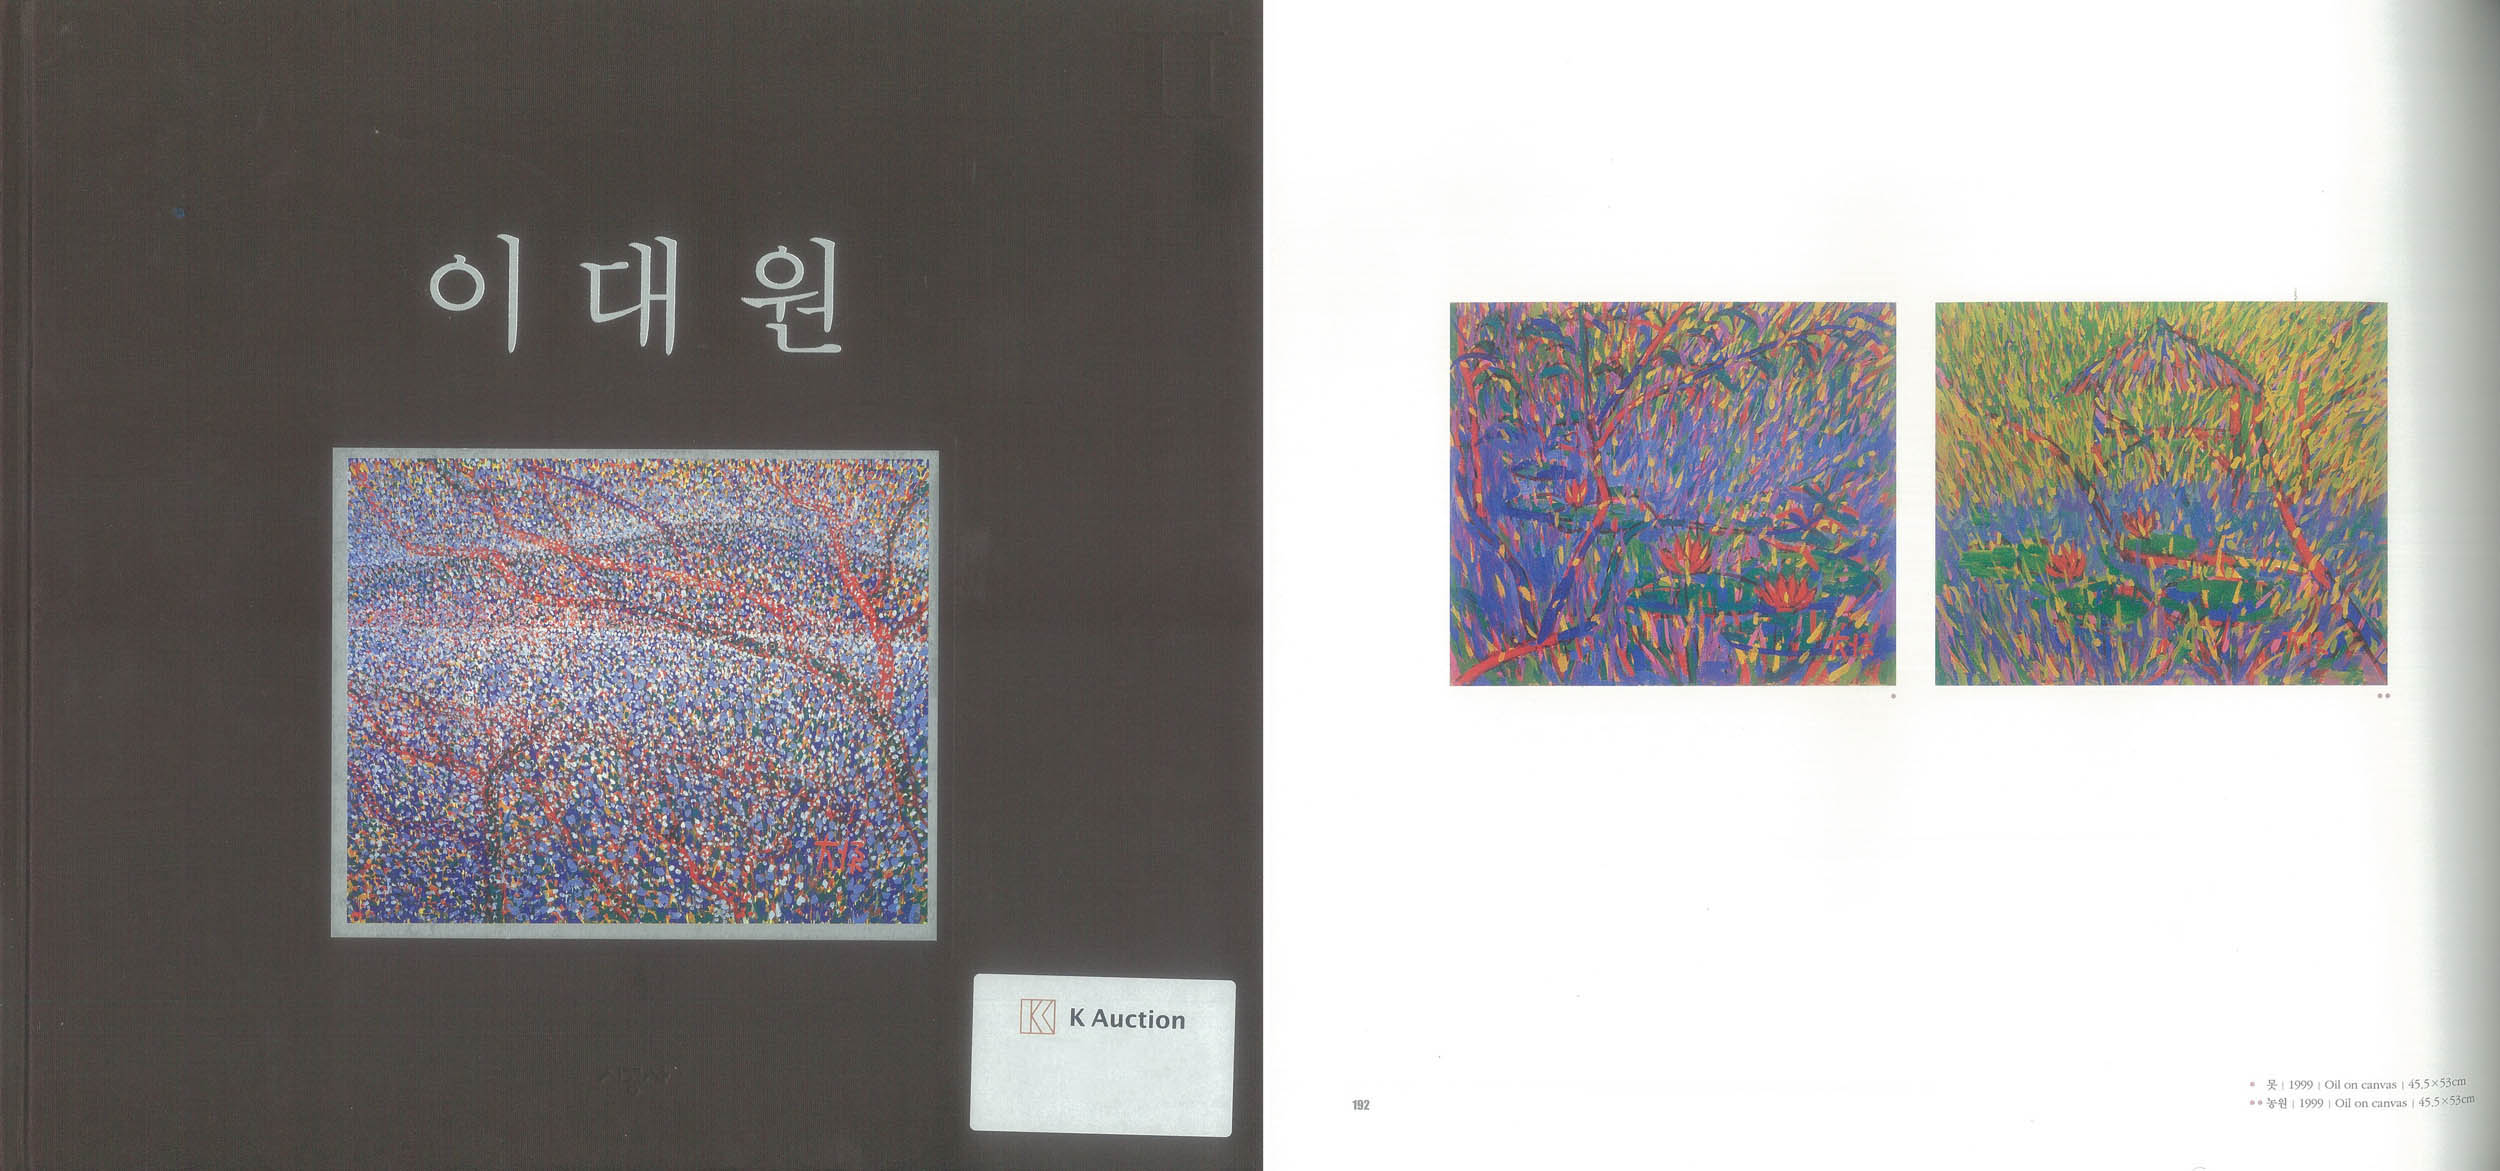 이대원
K Auction
192
못 | 1999 | Oil on canvas | 45.5×53cm
농원 | 1999 | Oil on canvas | 45.5×53cm